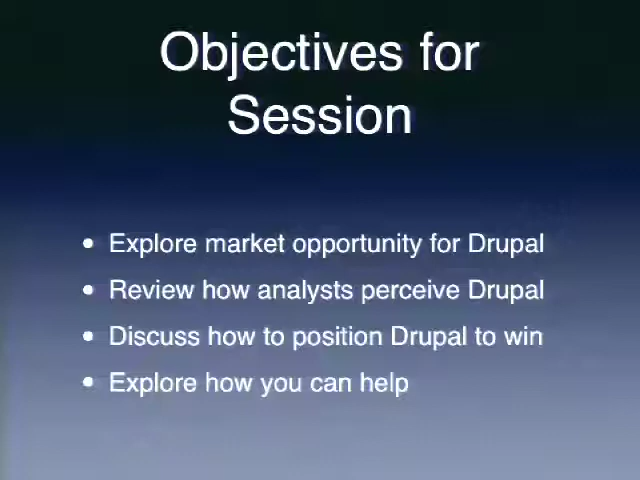 Objectives for
Session
• Explore market opportunity for Drupal
• Review how analysts perceive Drupal
• Discuss how to position Drupal to win
• Explore how you can help